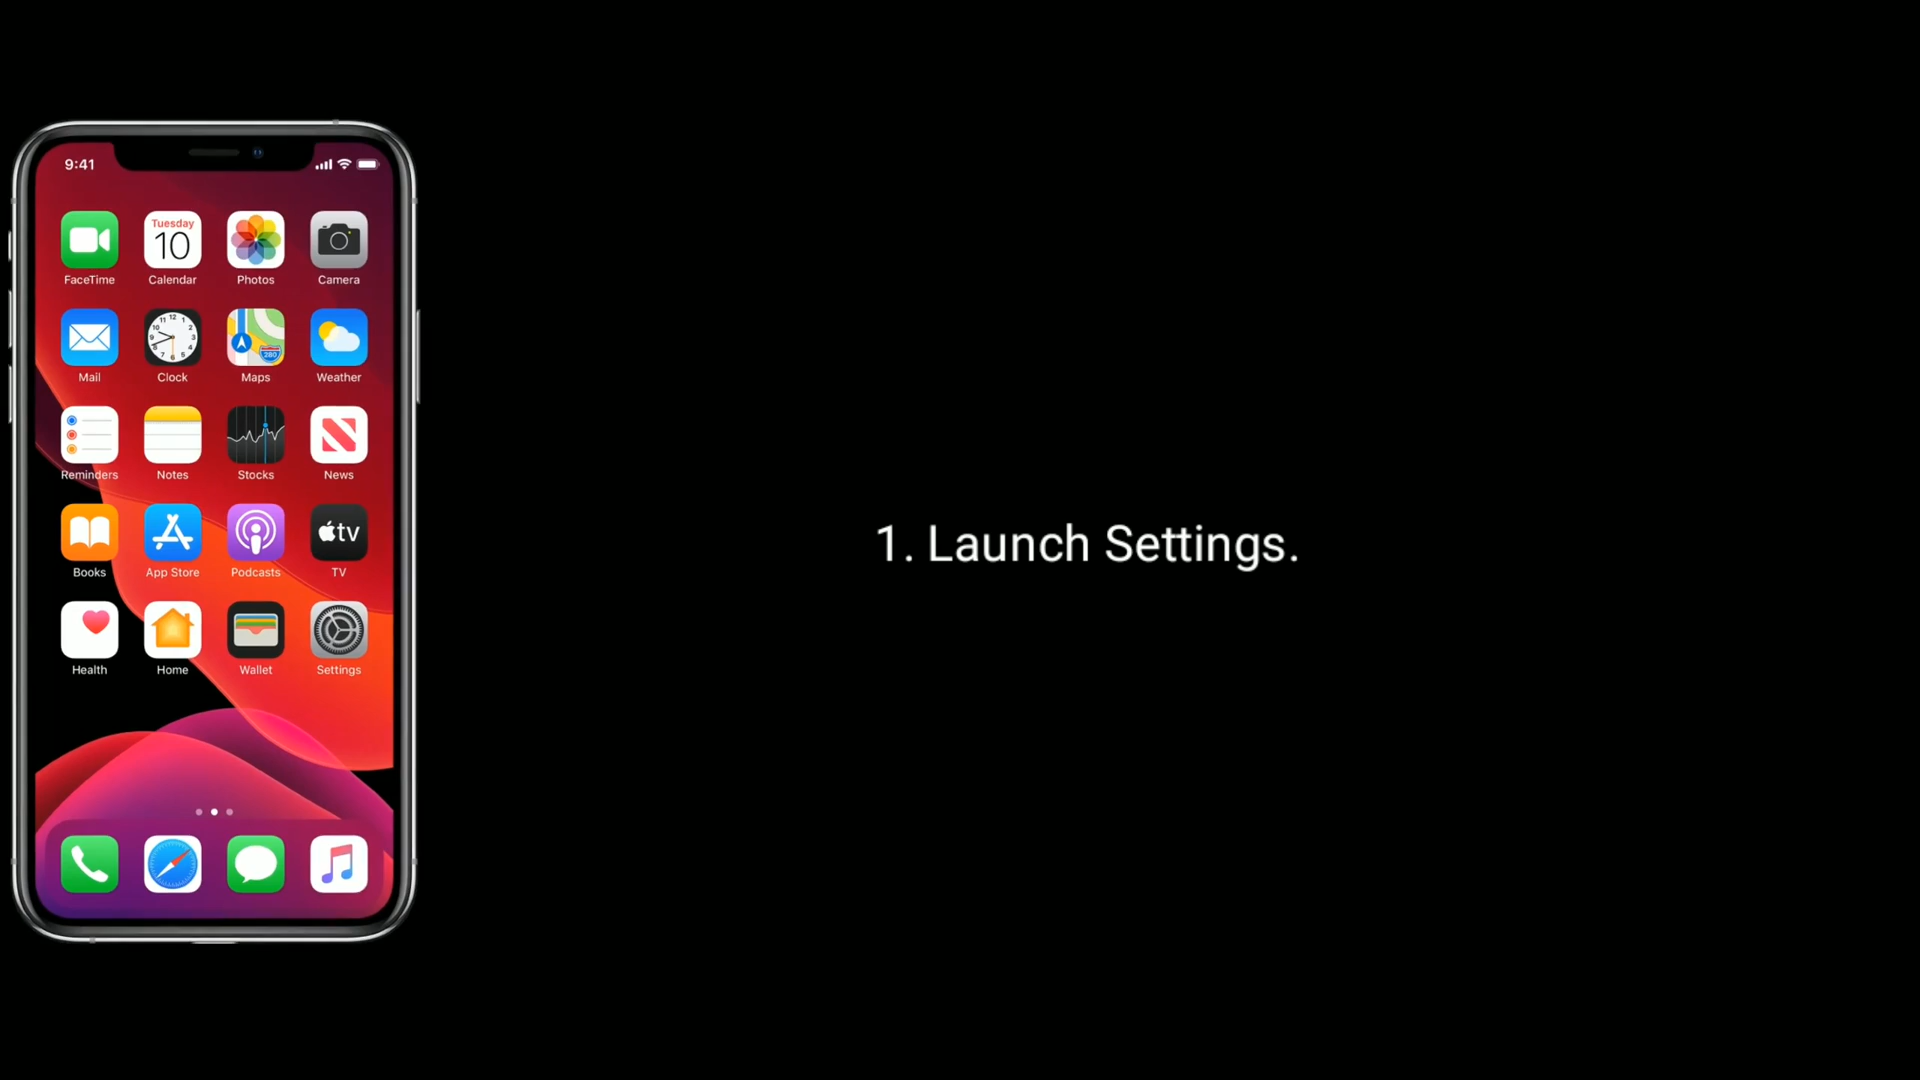 9:41
Tuesday
10
FaceTime Calendar Photos Camera
280
Mail Clock Maps Weather
Reminders Notes Stocks News
tv
Books App Store Podcasts TV
Health Home Wallet Settings
1. Launch Settings.